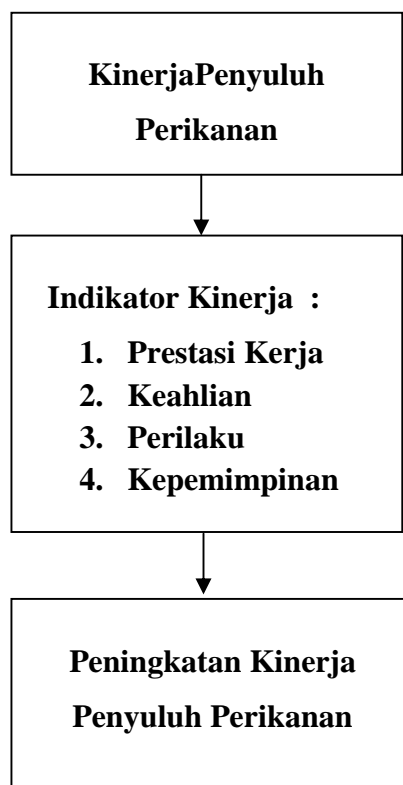 KinerjaPenyuluh
Perikanan
Indikator Kinerja :
1. Prestasi Kerja
2. Keahlian
3. Perilaku
4. Kepemimpinan
Peningkatan Kinerja
Penyuluh Perikanan